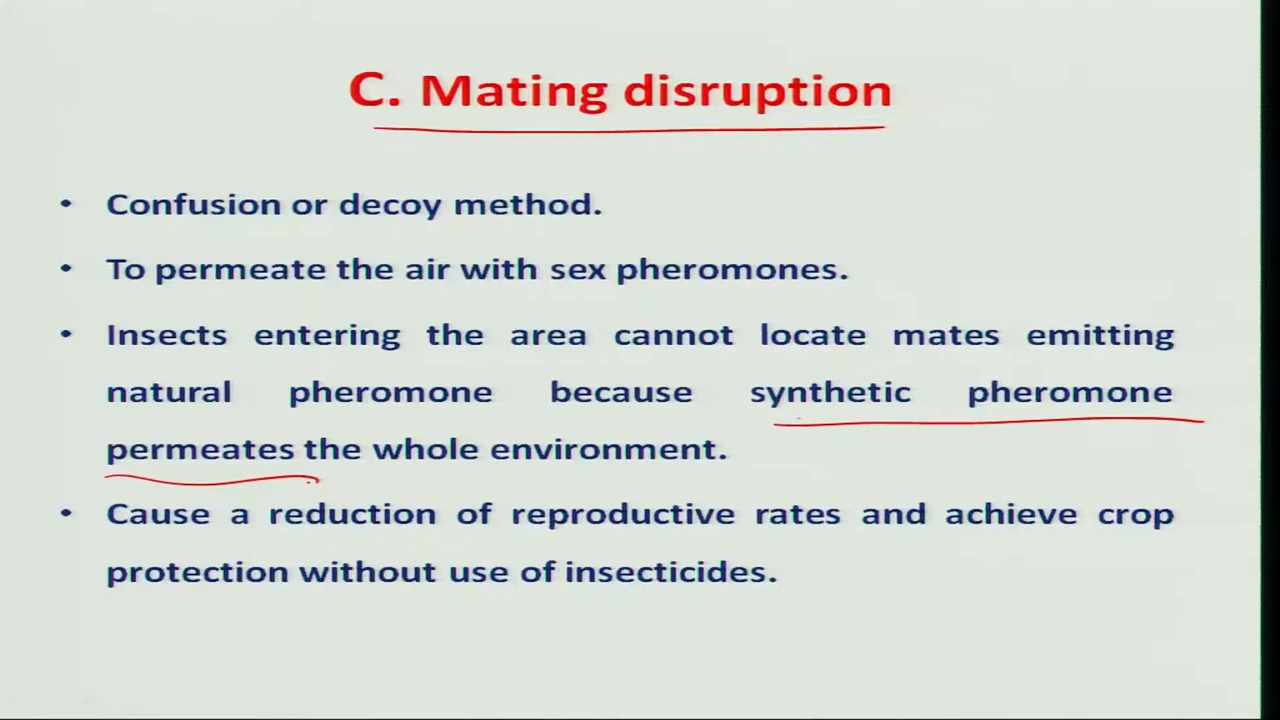 C. Mating disruption
• Confusion or decoy method.
• To permeate the air with sex pheromones.
• Insects entering the area cannot locate mates emitting
natural pheromone because synthetic pheromone
permeates the whole environment.
• Cause a reduction of reproductive rates and achieve crop
protection without use of insecticides.